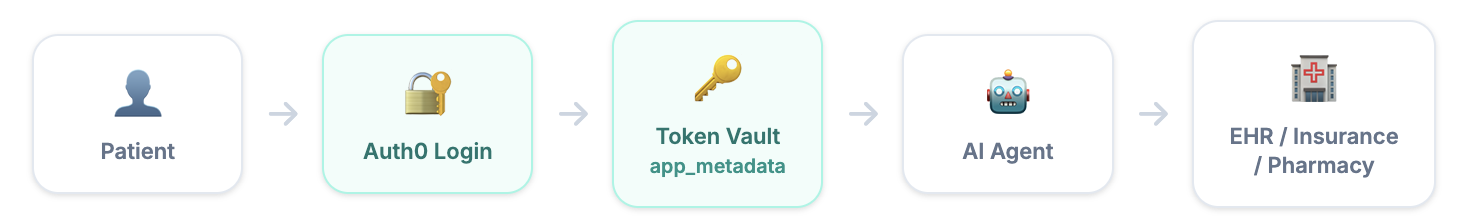 Patient
Auth0 Login
Token Vault
app_metadata
AI Agent
EHR / Insurance
/ Pharmacy